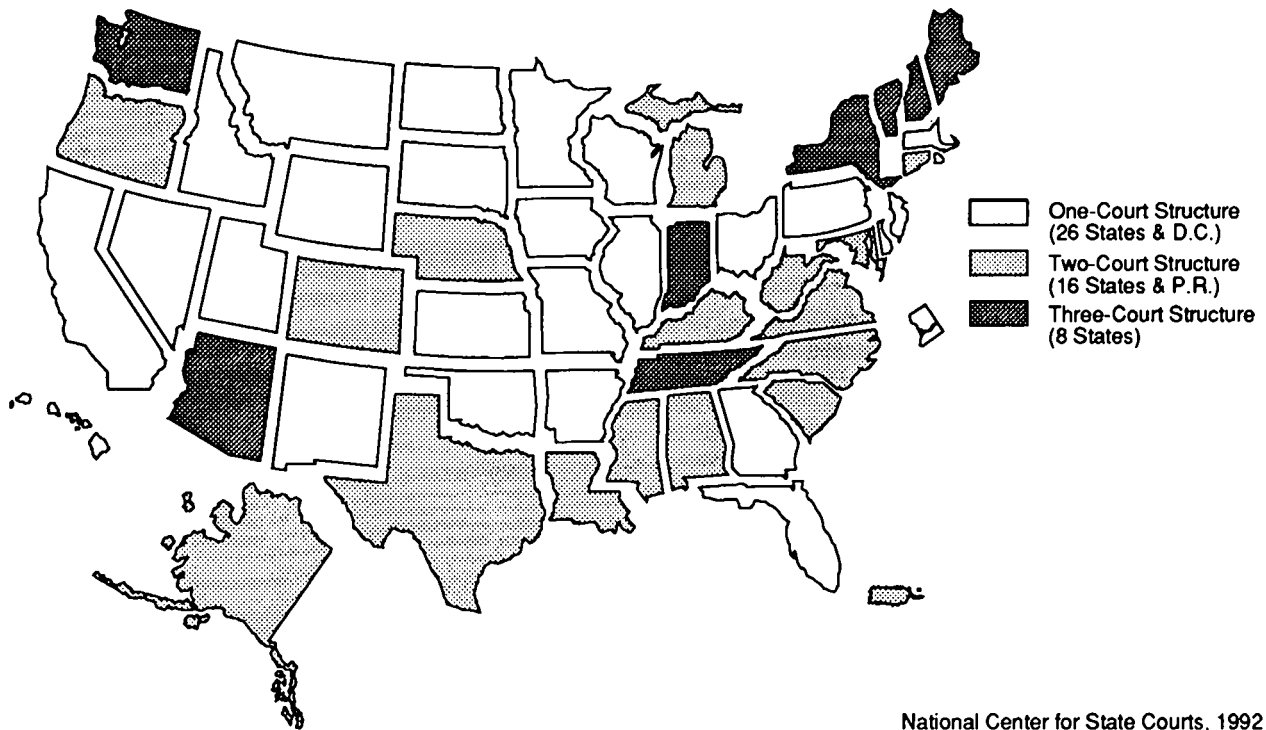 One-Court Structure
(26 States & D.C.)
Two-Court Structure
(16 States & P.R.)
Three-Court Structure
(8 States)
National Center for State Courts, 1992